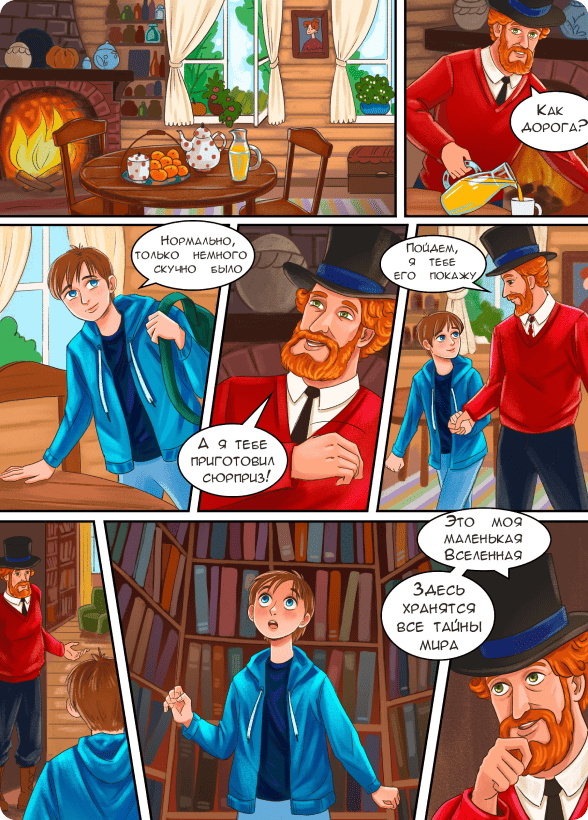 Как
дорога?
Нормально,
только немного
скучно было
А я тебе
приготовил
сюрприз!
Пойдем,
я тебе
его покажу
Это моя
маленькая
Вселенная
Здесь
хранятся
все тайны
мира